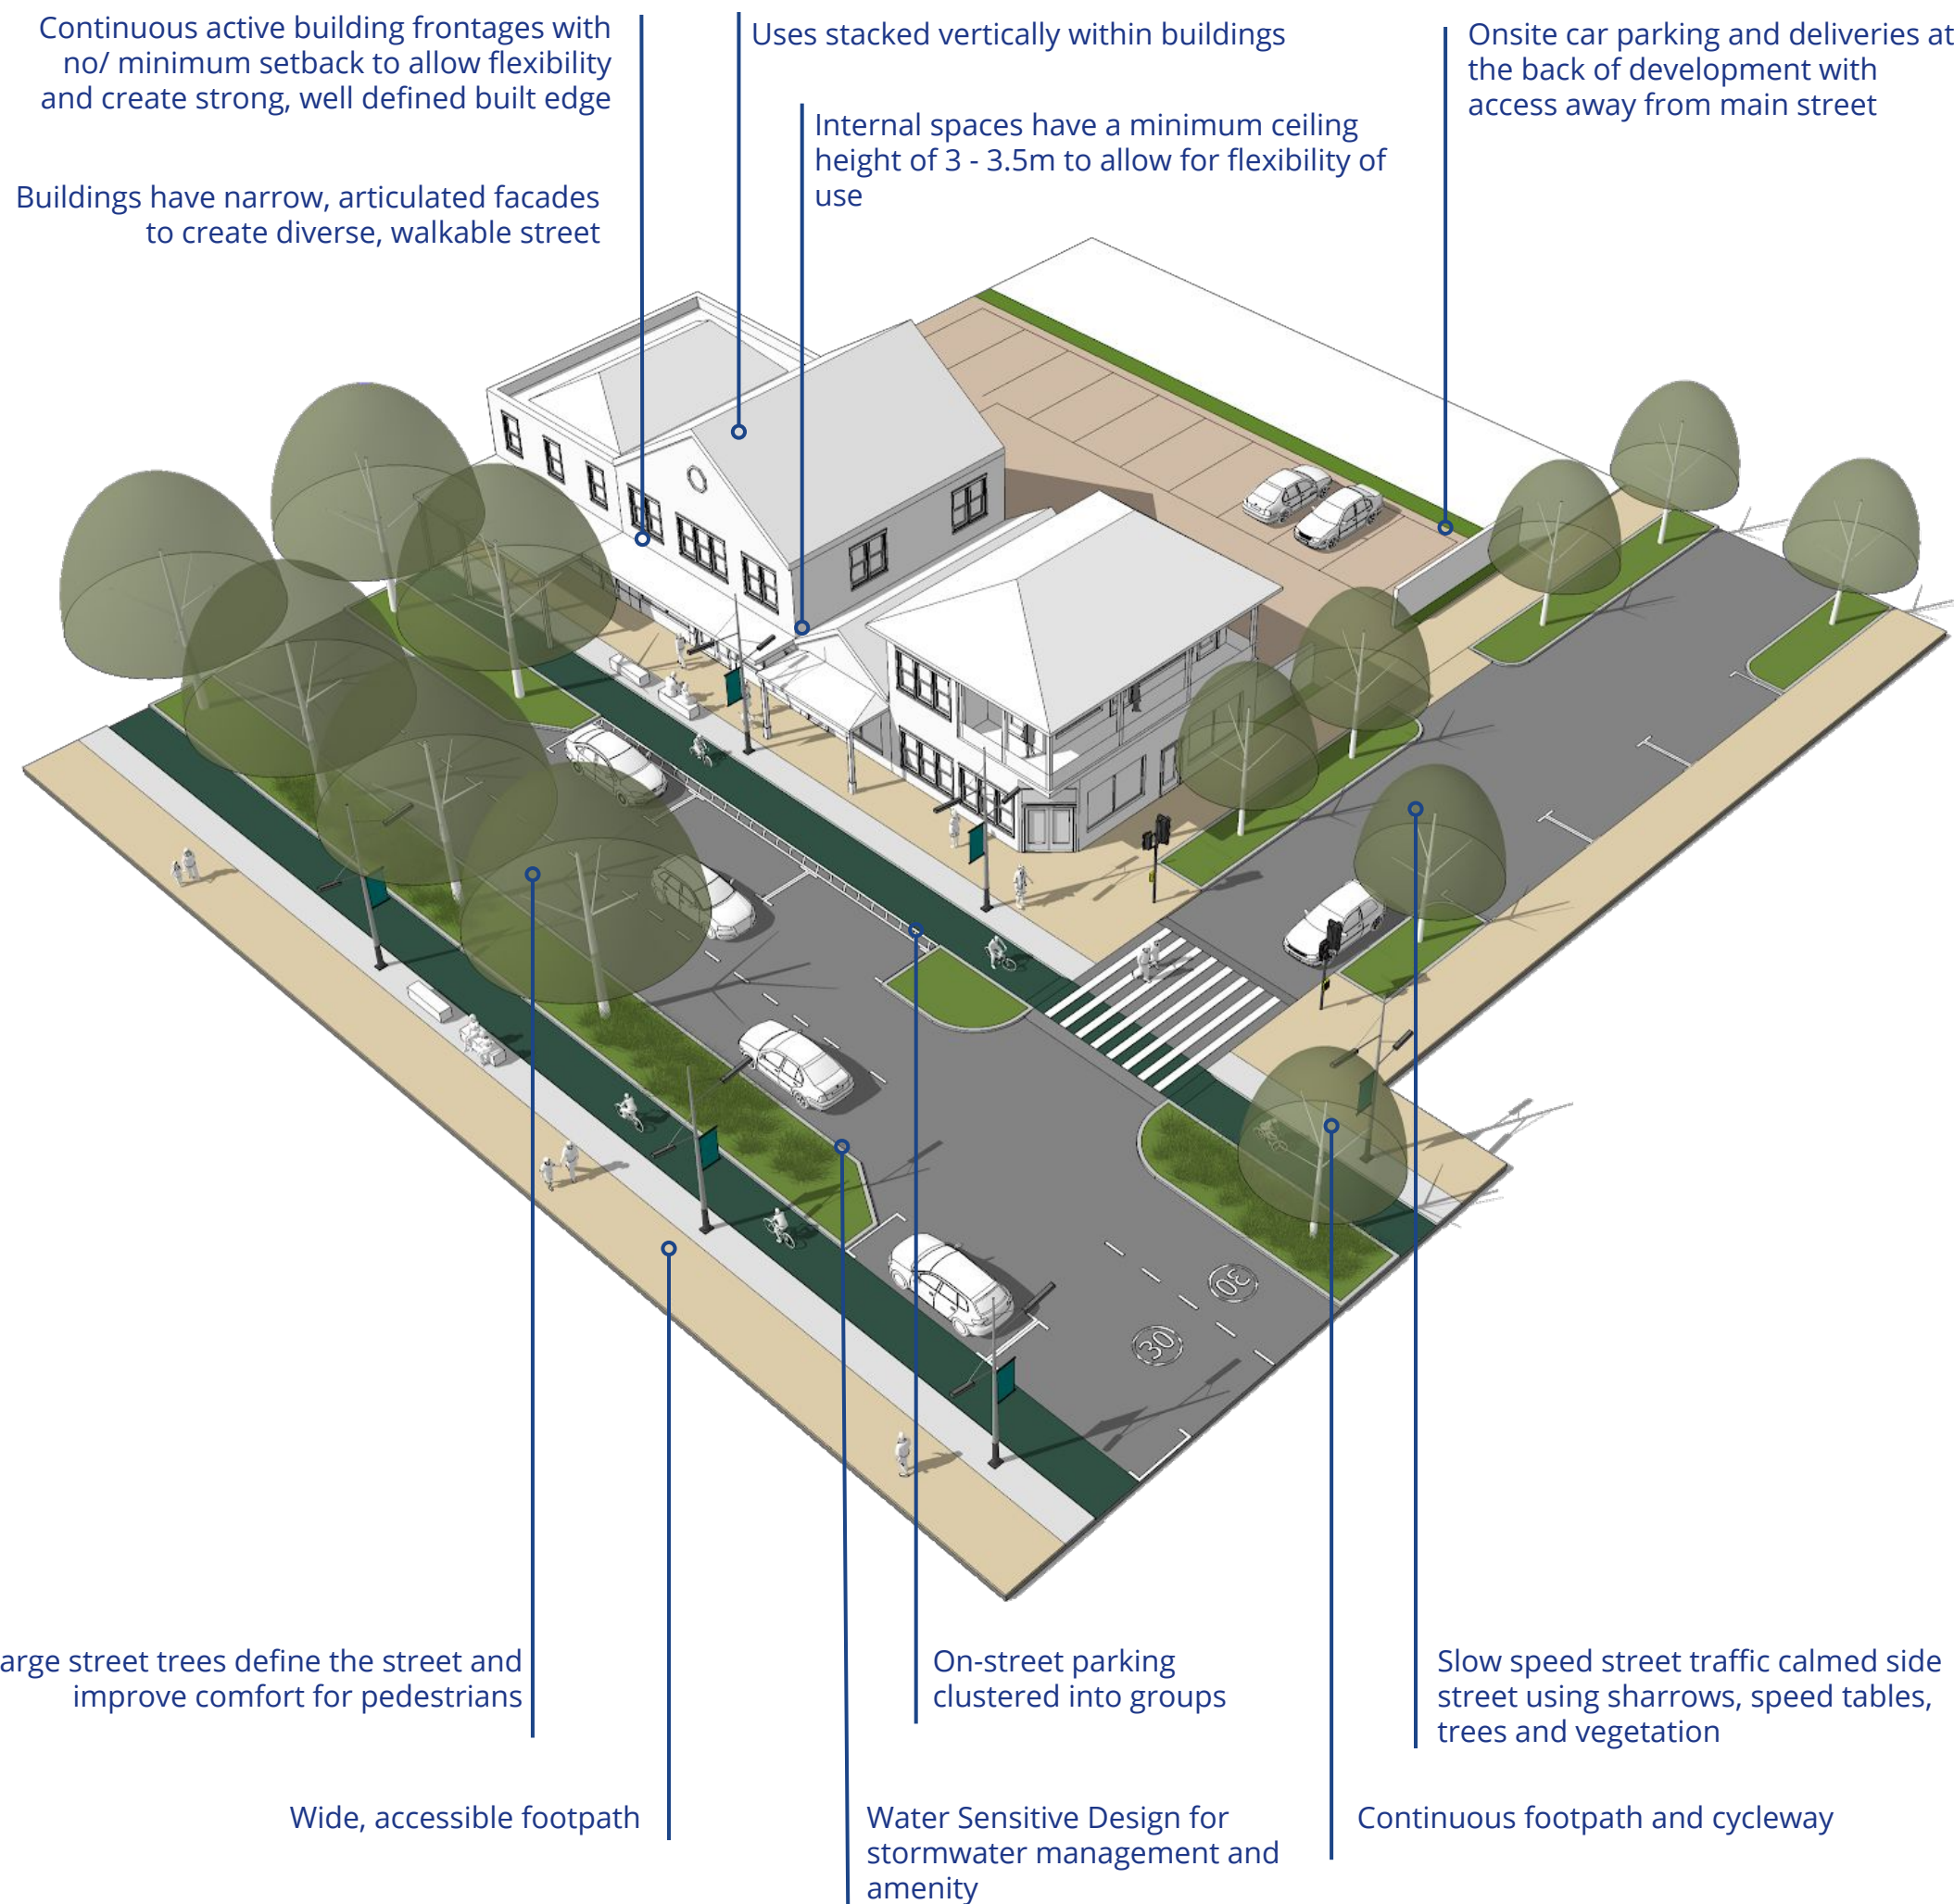 Continuous active building frontages with
no/ minimum setback to allow flexibility
and create strong, well defined built edge
Buildings have narrow, articulated facades
to create diverse, walkable street
Uses stacked vertically within buildings
Internal spaces have a minimum ceiling
height of 3 - 3.5m to allow for flexibility of
use
Onsite car parking and deliveries at
the back of development with
access away from main street
30
30
arge street trees define the street and
improve comfort for pedestrians
Wide, accessible footpath
On-street parking
clustered into groups
Water Sensitive Design for
stormwater management and
amenity
Slow speed street traffic calmed side
street using sharrows, speed tables,
trees and vegetation
Continuous footpath and cycleway